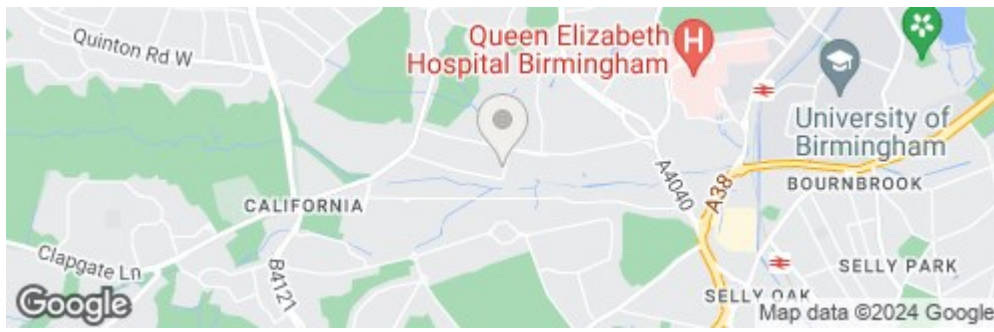 Quinton Rd W
Queen Elizabeth
Hospital Birmingham
H
University of
Birmingham
A4040
A38
BOURNBROOK
CALIFORNIA
Clapgate Ln
B4121
SELLY PARK
SELLY OAK
Google
Map data ©2024 Google